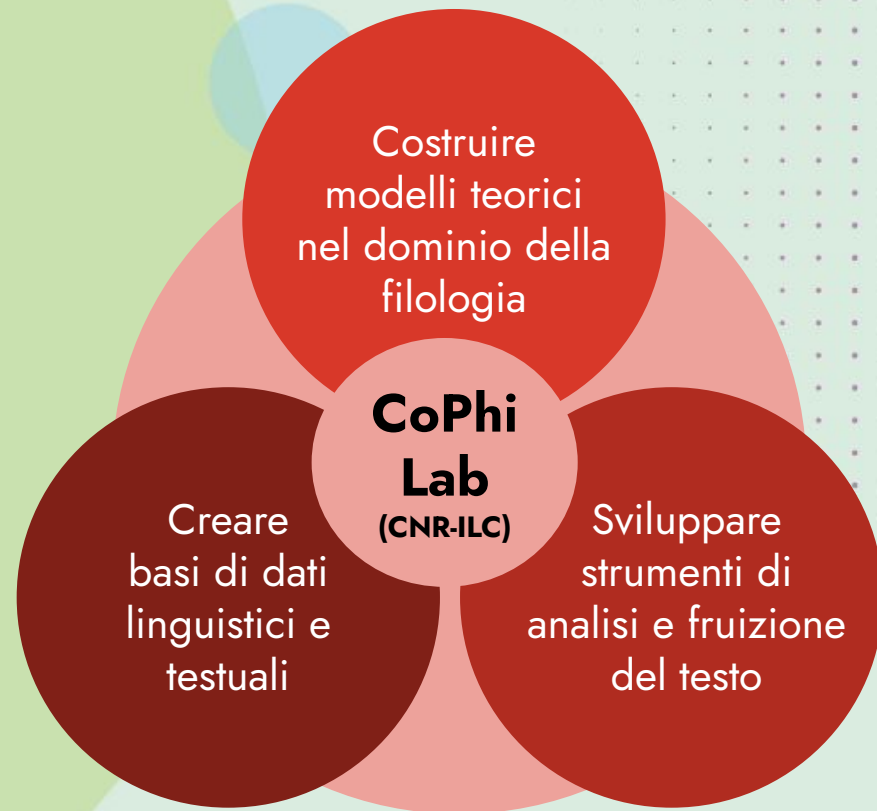 Costruire
modelli teorici
nel dominio della
filologia
CoPhi
Lab
(CNR-ILC)
Creare
basi di dati
linguistici e
testuali
Sviluppare
strumenti di
analisi e fruizione
del testo